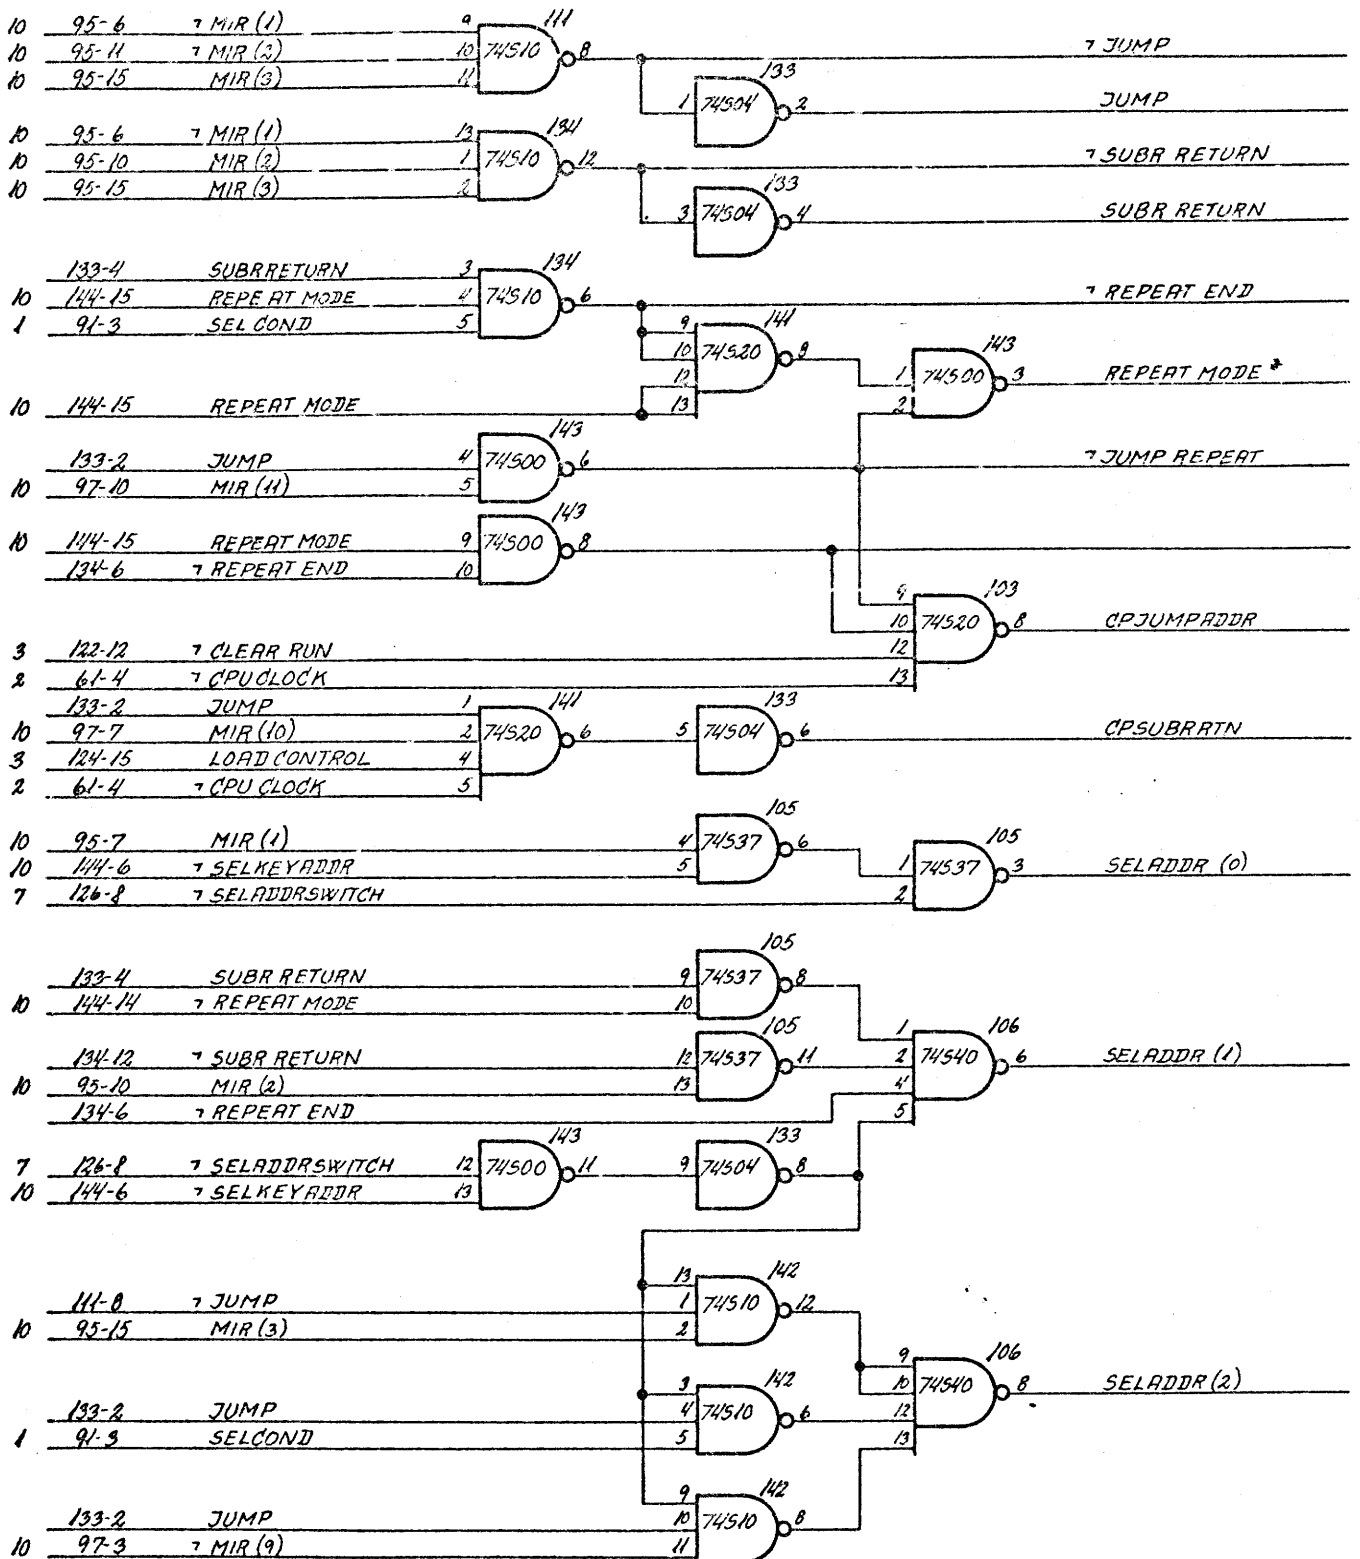 111
10 95-6 ¬ MIR (1) 9
10 95-11 ¬ MIR (2) 10 74S10 8 ¬ JUMP
10 95-15 MIR (3) 11
133
1 74S04 2 JUMP
134
10 95-6 ¬ MIR (1) 13
10 95-10 MIR (2) 1 74S10 12 ¬ SUBR RETURN
10 95-15 MIR (3) 2
133
3 74S04 4 SUBR RETURN
134
133-4 SUBRRETURN 3
10 144-15 REPEAT MODE 4 74S10 6 ¬ REPEAT END
1 91-3 SEL COND 5
141
9
10 74S20 8
12
10 144-15 REPEAT MODE 13
143
1 74S00 3 REPEAT MODE *
2
143
133-2 JUMP 4 74S00 6 ¬ JUMP REPEAT
10 97-10 MIR (11) 5
143
10 144-15 REPEAT MODE 9 74S00 8
134-6 ¬ REPEAT END 10
103
9
10 74S20 8 CPJUMPADDR
3 122-12 ¬ CLEAR RUN 12
2 61-4 ¬ CPUCLOCK 13
141 133
133-2 JUMP 1
10 97-7 MIR (10) 2 74S20 6 5 74S04 6 CPSUBRRTN
3 124-15 LOAD CONTROL 4
2 61-4 ¬ CPU CLOCK 5
105
10 95-7 MIR (1) 4 74S37 6
10 144-6 ¬ SELKEYADDR 5
105
1 74S37 3 SELADDR (0)
7 126-8 ¬ SELADDRSWITCH 2
105
133-4 SUBR RETURN 9 74S37 8
10 144-14 ¬ REPEAT MODE 10
105
134-12 ¬ SUBR RETURN 12 74S37 11
10 95-10 MIR (2) 13
134-6 ¬ REPEAT END
106
1
2 74S40 6 SELADDR (1)
4
5
143 133
7 126-8 ¬ SELADDRSWITCH 12 74S00 11 9 74S04 8
10 144-6 ¬ SELKEYADDR 13
142
13
111-8 ¬ JUMP 1 74S10 12
10 95-15 MIR (3) 2
106
9
10 74S40 8 SELADDR (2)
12
13
142
3
133-2 JUMP 4 74S10 6
1 91-3 SELCOND 5
142
9
133-2 JUMP 10 74S10 8
10 97-3 ¬ MIR (9) 11